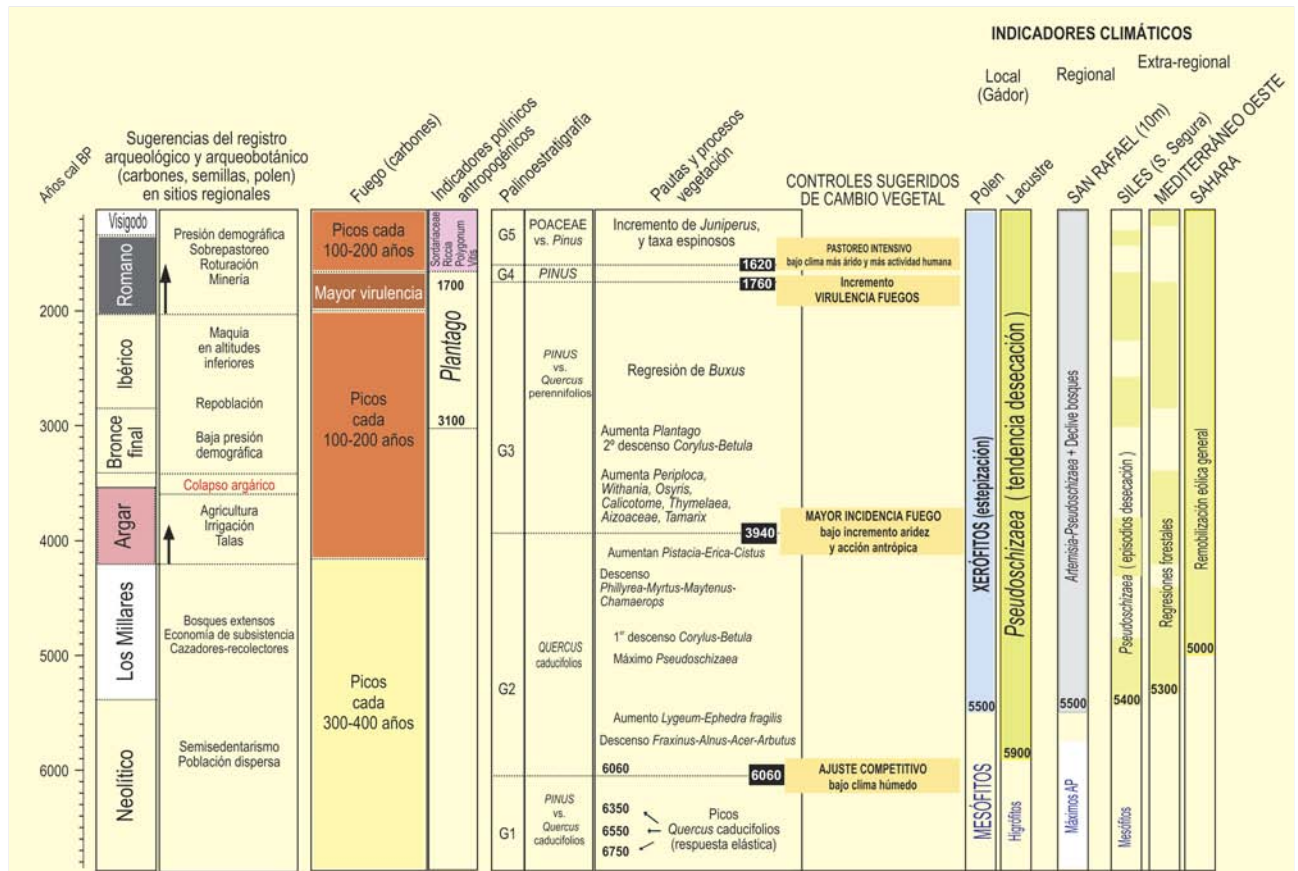 INDICADORES CLIMÁTICOS
Local
(Gádor)
Regional
Extra-regional
Años cal BP
Sugerencias del registro
arqueológico y arqueobotánico
(carbones, semillas, polen)
en sitios regionales
Fuego (carbones)
Indicadores polínicos
antropogénicos
Palinoestratigrafía
Pautas y procesos
vegetación
CONTROLES SUGERIDOS
DE CAMBIO VEGETAL
Polen
Lacustre
SAN RAFAEL (10m)
SILES (S. Segura)
MEDITERRÁNEO OESTE
SAHARA
2000
3000
4000
5000
6000
Visigodo
Romano
Ibérico
Bronce
final
Argar
Los Millares
Neolítico
Presión demográfica
Sobrepastoreo
Roturación
Minería
Maquia
en altitudes
inferiores
Repoblación
Baja presión
demográfica
Colapso argárico
Agricultura
Irrigación
Talas
Bosques extensos
Economía de subsistencia
Cazadores-recolectores
Semisedentarismo
Población dispersa
Picos cada
100-200 años
Mayor virulencia
Picos
cada
100-200 años
Picos
cada
300-400 años
Sordariaceae
Riccia
Polygonum
Vitis
1700
Plantago
3100
G5
G4
G3
G2
G1
POACEAE
vs. Pinus
PINUS
PINUS
vs.
Quercus
perennifolios
QUERCUS
caducifolios
PINUS
vs.
Quercus
caducifolios
Incremento de Juniperus,
y taxa espinosos
1620
1760
Regresión de Buxus
Aumenta Plantago
2º descenso Corylus-Betula
Aumenta Periploca,
Withania, Osyris,
Calicotome, Thymelaea,
Aizoaceae, Tamarix
3940
Aumentan Pistacia-Erica-Cistus
Descenso
Phillyrea-Myrtus-Maytenus-
Chamaerops
1er descenso Corylus-Betula
Máximo Pseudoschizaea
Aumento Lygeum-Ephedra fragilis
Descenso Fraxinus-Alnus-Acer-Arbutus
6060
6060
6350
6550
6750
Picos
Quercus caducifolios
(respuesta elástica)
PASTOREO INTENSIVO
bajo clima más árido y más actividad humana
Incremento
VIRULENCIA FUEGOS
MAYOR INCIDENCIA FUEGO
bajo incremento aridez
y acción antrópica
AJUSTE COMPETITIVO
bajo clima húmedo
XERÓFITOS (estepización)
5500
MESÓFITOS
Pseudoschizaea ( tendencia desecación )
5900
Higrófitos
Artemisia-Pseudoschizaea + Declive bosques
5500
Máximos AP
Pseudoschizaea ( episodios desecación )
5400
Mesófitos
Regresiones forestales
5300
Remobilización eólica general
5000